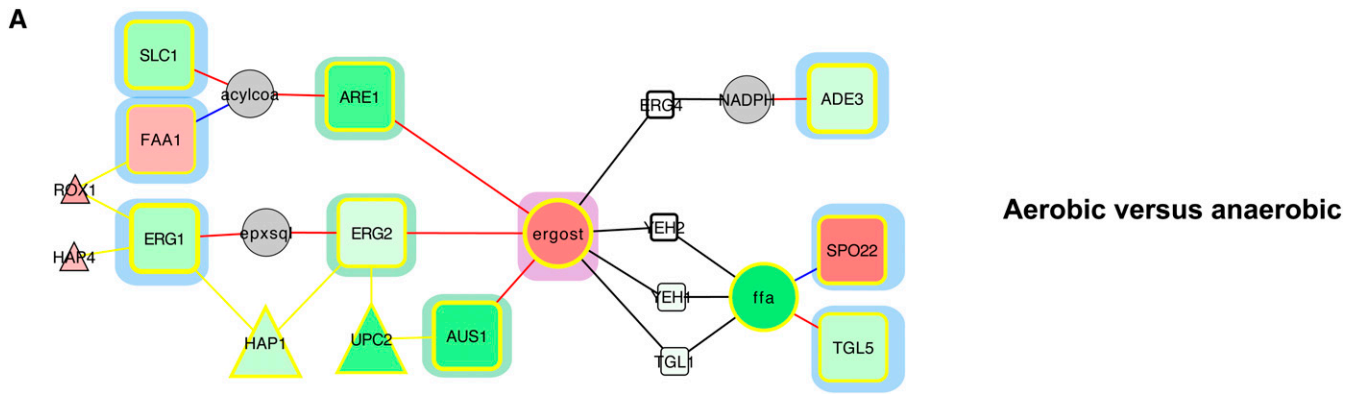 A
SLC1
acylcoa
ARE1
ERG4
NADPH
ADE3
FAA1
ROX1
HAP4
ERG1
epxsql
ERG2
ergost
YEH2
SPO22
Aerobic versus anaerobic
YEH1
ffa
HAP1
UPC2
AUS1
TGL1
TGL5